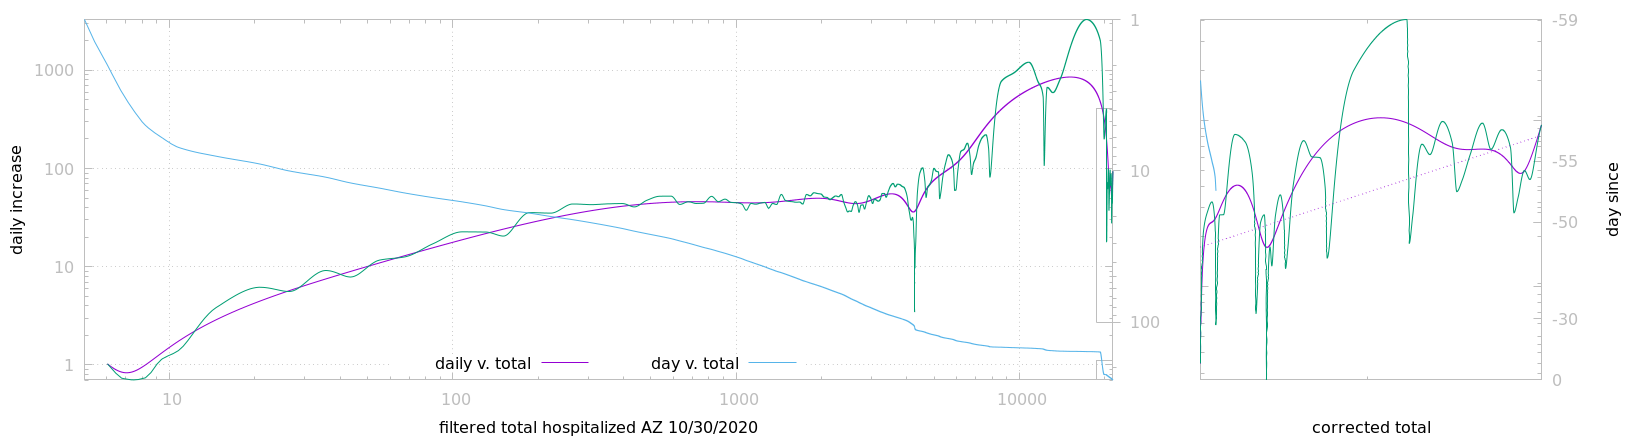 1000
100
10
1
daily increase
1
10
100
-59
-55
-50
-30
0
day since
daily v. total
day v. total
10
100
1000
10000
filtered total hospitalized AZ 10/30/2020
corrected total